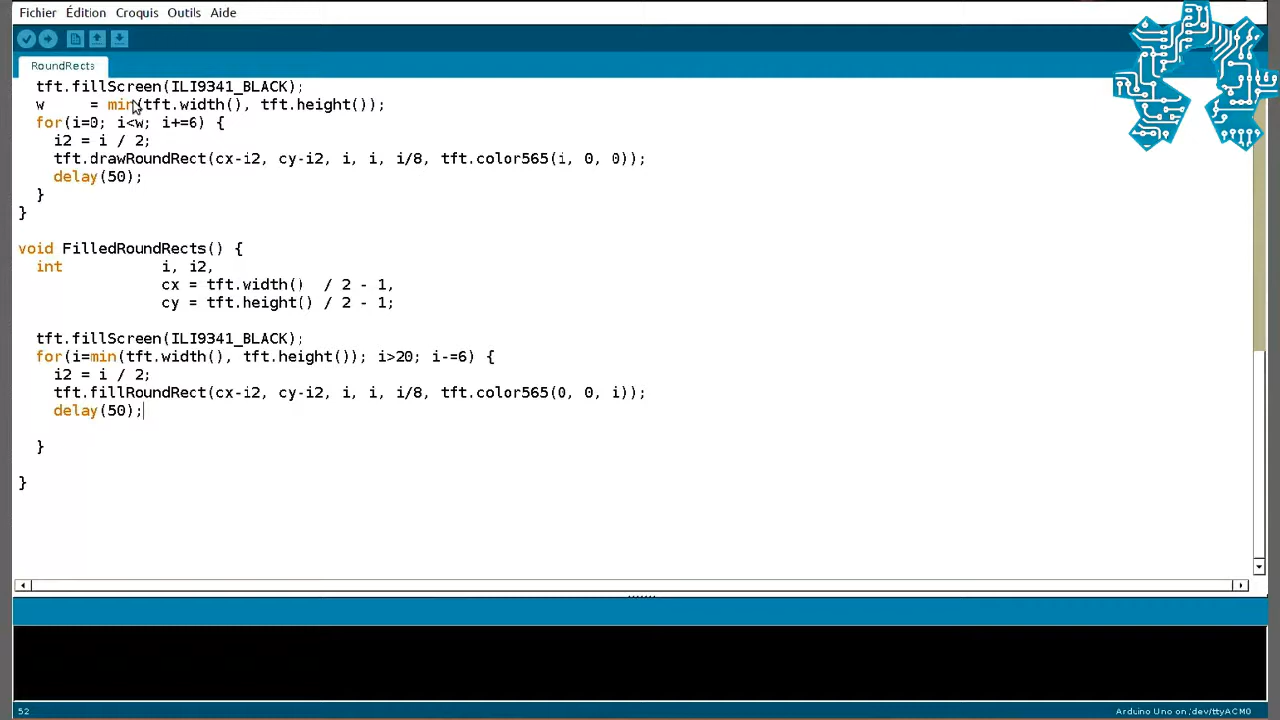 Fichier Édition Croquis Outils Aide
RoundRects
  tft.fillScreen(ILI9341_BLACK);
  w     = min(tft.width(), tft.height());
  for(i=0; i<w; i+=6) {
    i2 = i / 2;
    tft.drawRoundRect(cx-i2, cy-i2, i, i, i/8, tft.color565(i, 0, 0));
    delay(50);
  }
}
void FilledRoundRects() {
  int           i, i2,
                cx = tft.width()  / 2 - 1,
                cy = tft.height() / 2 - 1;
  tft.fillScreen(ILI9341_BLACK);
  for(i=min(tft.width(), tft.height()); i>20; i-=6) {
    i2 = i / 2;
    tft.fillRoundRect(cx-i2, cy-i2, i, i, i/8, tft.color565(0, 0, i));
    delay(50);
  }
}
52
Arduino Uno on /dev/ttyACM0